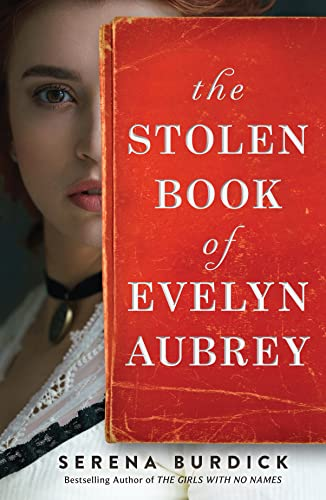 the
STOLEN
BOOK
of
EVELYN
AUBREY
SERENA BURDICK
Bestselling Author of THE GIRLS WITH NO NAMES